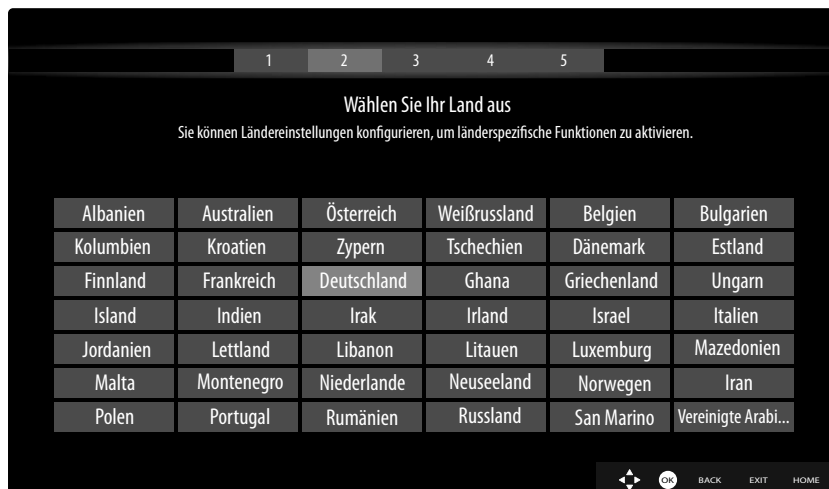 1 2 3 4 5
Wählen Sie Ihr Land aus
Sie können Ländereinstellungen konfigurieren, um länderspezifische Funktionen zu aktivieren.
Albanien Australien Österreich Weißrussland Belgien Bulgarien
Kolumbien Kroatien Zypern Tschechien Dänemark Estland
Finnland Frankreich Deutschland Ghana Griechenland Ungarn
Island Indien Irak Irland Israel Italien
Jordanien Lettland Libanon Litauen Luxemburg Mazedonien
Malta Montenegro Niederlande Neuseeland Norwegen Iran
Polen Portugal Rumänien Russland San Marino Vereinigte Arabi...
OK BACK EXIT HOME